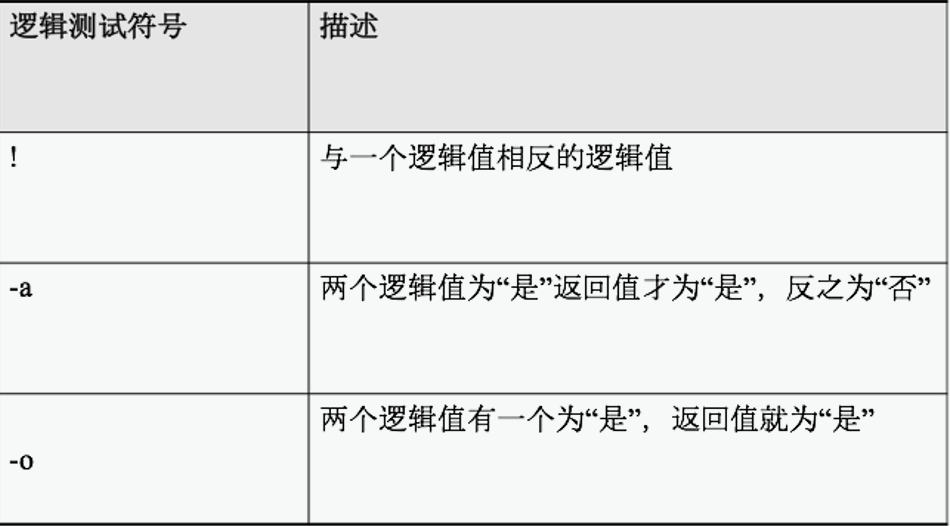 逻辑测试符号 描述
! 与一个逻辑值相反的逻辑值
-a 两个逻辑值为“是”返回值才为“是”，反之为“否”
两个逻辑值有一个为“是”，返回值就为“是”
-o